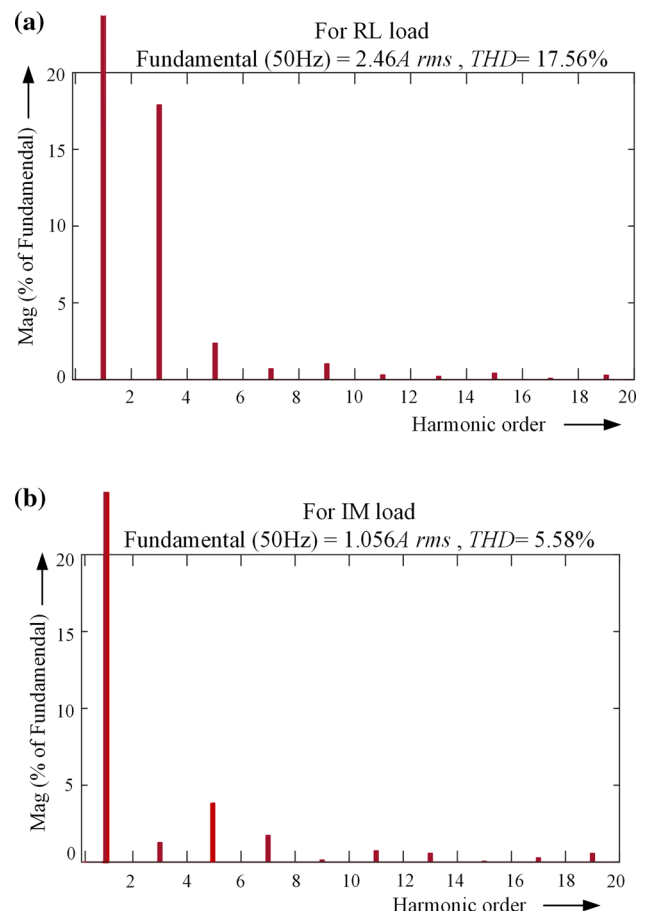 (a)
For RL load
Fundamental (50Hz) = 2.46A rms , THD= 17.56%
Mag (% of Fundamendal)
20
15
10
5
0
2 4 6 8 10 12 14 16 18 20
Harmonic order
(b)
For IM load
Fundamental (50Hz) = 1.056A rms , THD= 5.58%
Mag (% of Fundamendal)
20
15
10
5
0
2 4 6 8 10 12 14 16 18 20
Harmonic order